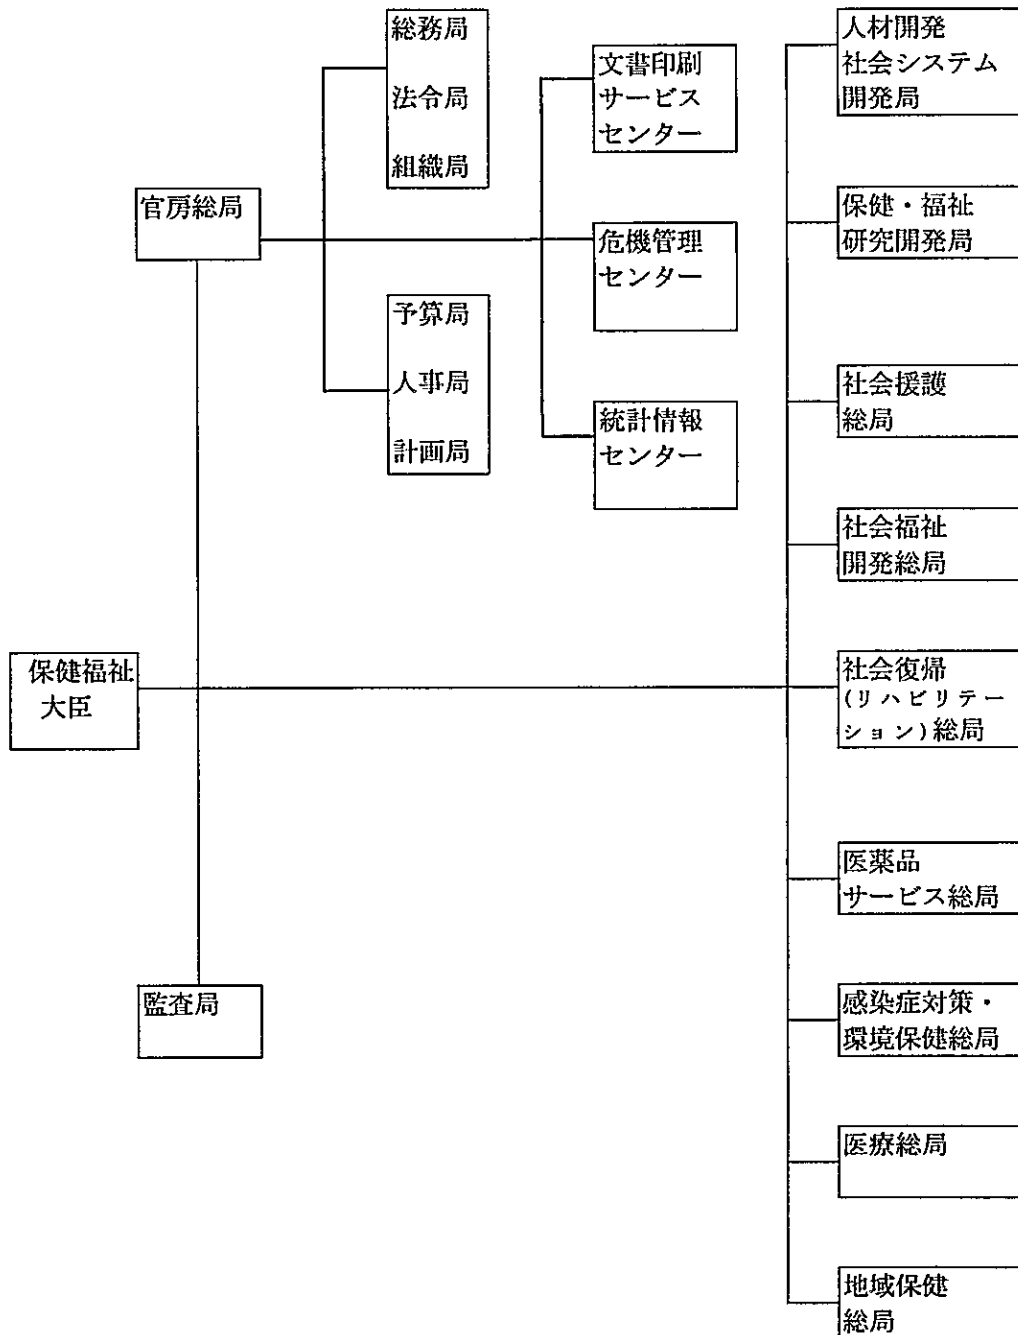 総務局
法令局
組織局
文書印刷
サービス
センター
人材開発
社会システム
開発局
官房総局
保健・福祉
研究開発局
危機管理
センター
予算局
人事局
計画局
社会援護
総局
統計情報
センター
社会福祉
開発総局
保健福祉
大臣
社会復帰
(リハビリテー
ション)総局
医薬品
サービス総局
監査局
感染症対策・
環境保健総局
医療総局
地域保健
総局